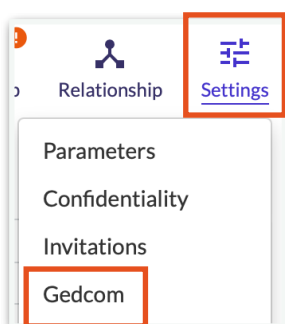 Relationship
Settings
Parameters
Confidentiality
Invitations
Gedcom